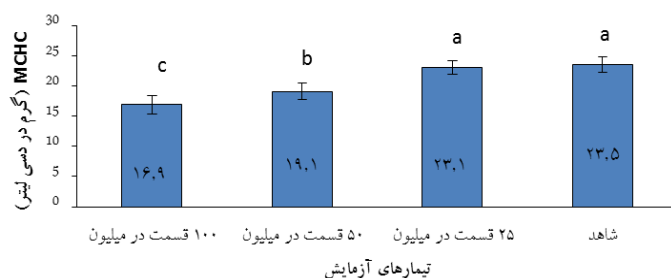 MCHC (گرم در دسی لیتر)
30
25
20
15
10
5
0
c
b
a
a
۱۶.۹
۱۹.۱
۲۳.۱
۲۳.۵
۱۰۰ قسمت در میلیون
۵۰ قسمت در میلیون
۲۵ قسمت در میلیون
شاهد
تیمارهای آزمایش